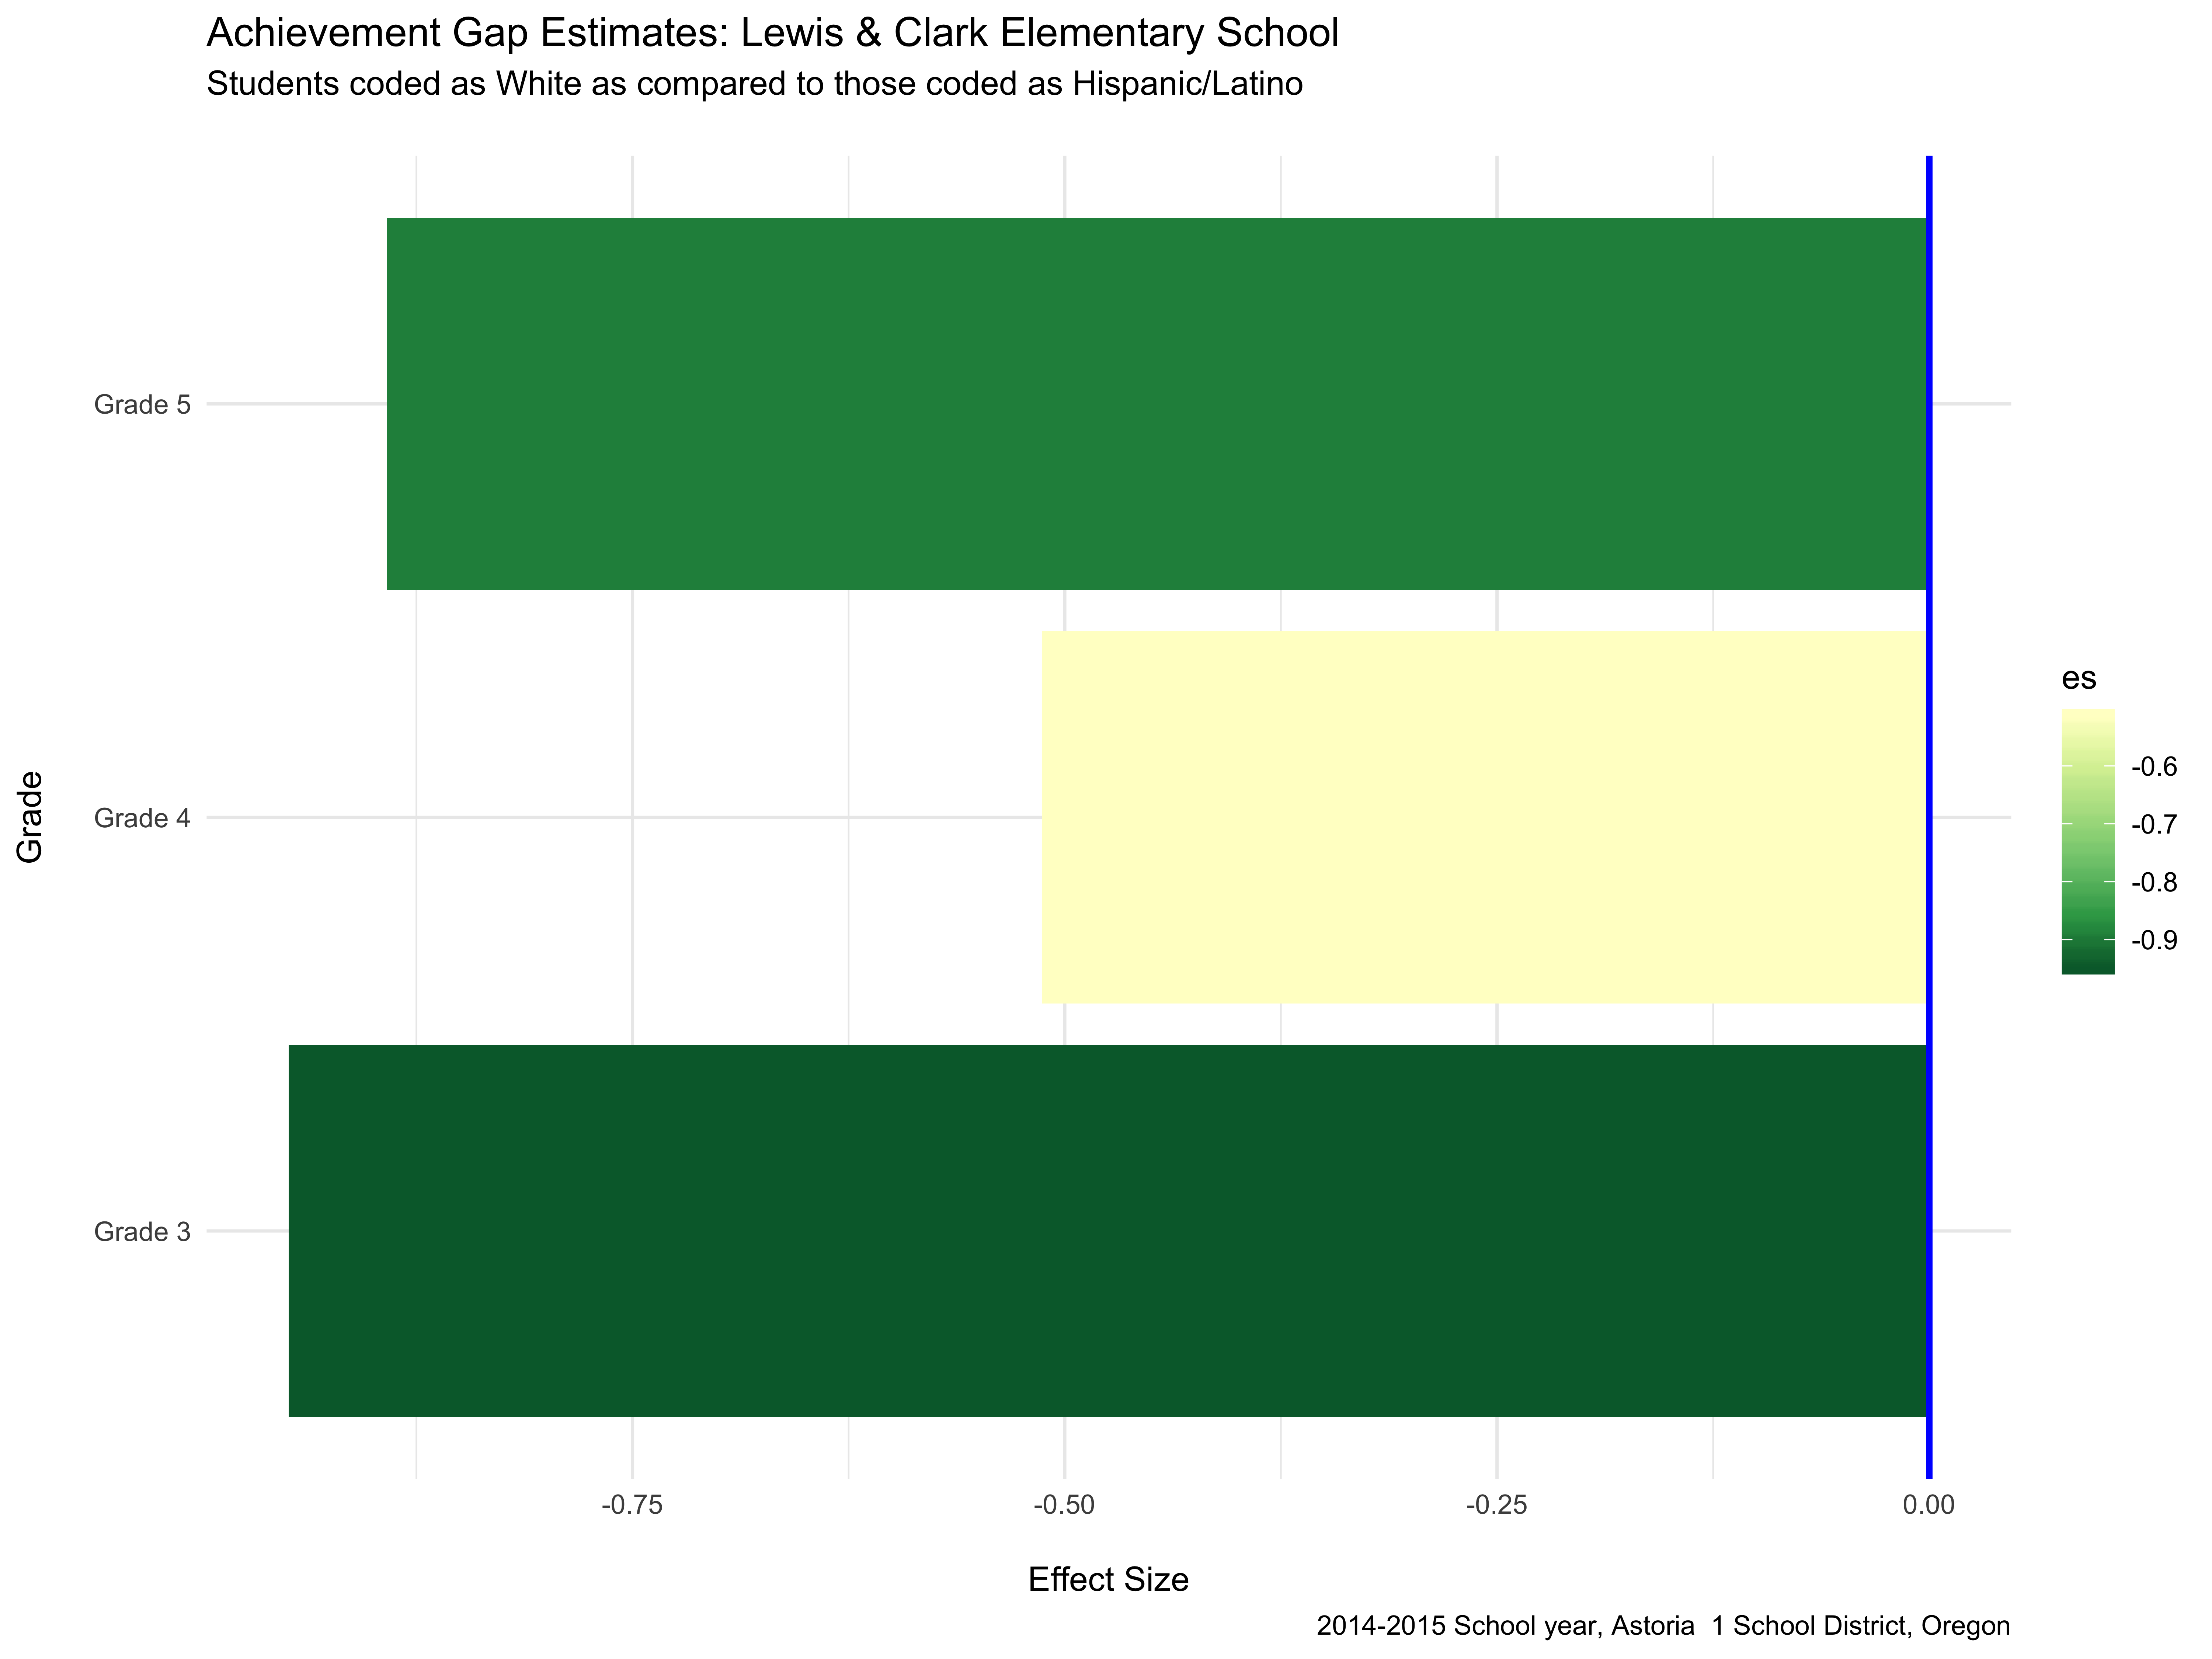 Achievement Gap Estimates: Lewis & Clark Elementary School
Students coded as White as compared to those coded as Hispanic/Latino
Grade
Grade 5
Grade 4
Grade 3
-0.75
-0.50
-0.25
0.00
Effect Size
es
-0.6
-0.7
-0.8
-0.9
2014-2015 School year, Astoria  1 School District, Oregon